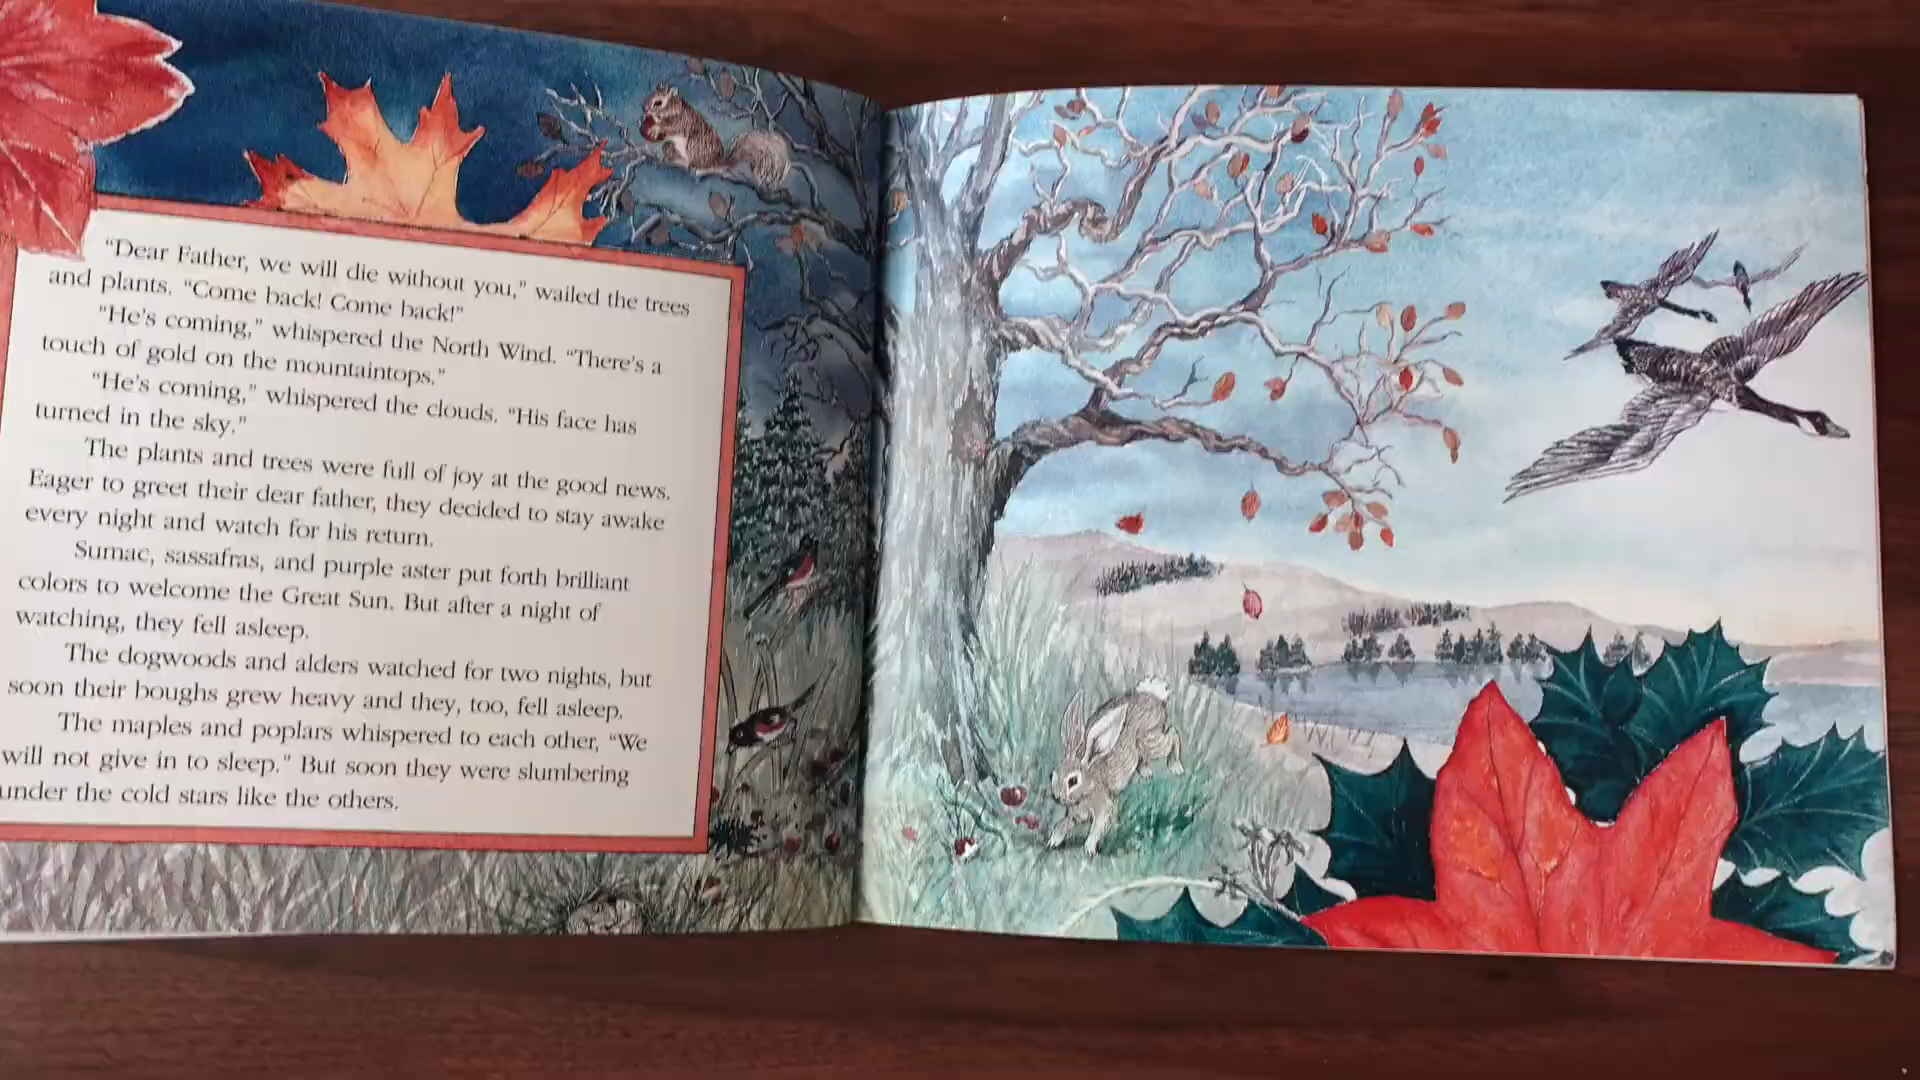 “Dear Father, we will die without you,” wailed the trees
and plants. “Come back! Come back!”
“He’s coming,” whispered the North Wind. “There’s a
touch of gold on the mountaintops.”
“He’s coming,” whispered the clouds. “His face has
turned in the sky.”
The plants and trees were full of joy at the good news.
Eager to greet their dear father, they decided to stay awake
every night and watch for his return.
Sumac, sassafras, and purple aster put forth brilliant
colors to welcome the Great Sun. But after a night of
watching, they fell asleep.
The dogwoods and alders watched for two nights, but
soon their boughs grew heavy and they, too, fell asleep.
The maples and poplars whispered to each other, “We
will not give in to sleep.” But soon they were slumbering
under the cold stars like the others.